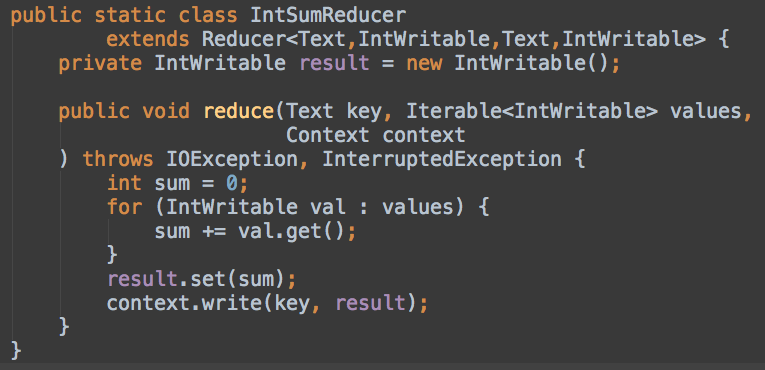 public static class IntSumReducer
        extends Reducer<Text,IntWritable,Text,IntWritable> {
    private IntWritable result = new IntWritable();

    public void reduce(Text key, Iterable<IntWritable> values,
                       Context context
    ) throws IOException, InterruptedException {
        int sum = 0;
        for (IntWritable val : values) {
            sum += val.get();
        }
        result.set(sum);
        context.write(key, result);
    }
}